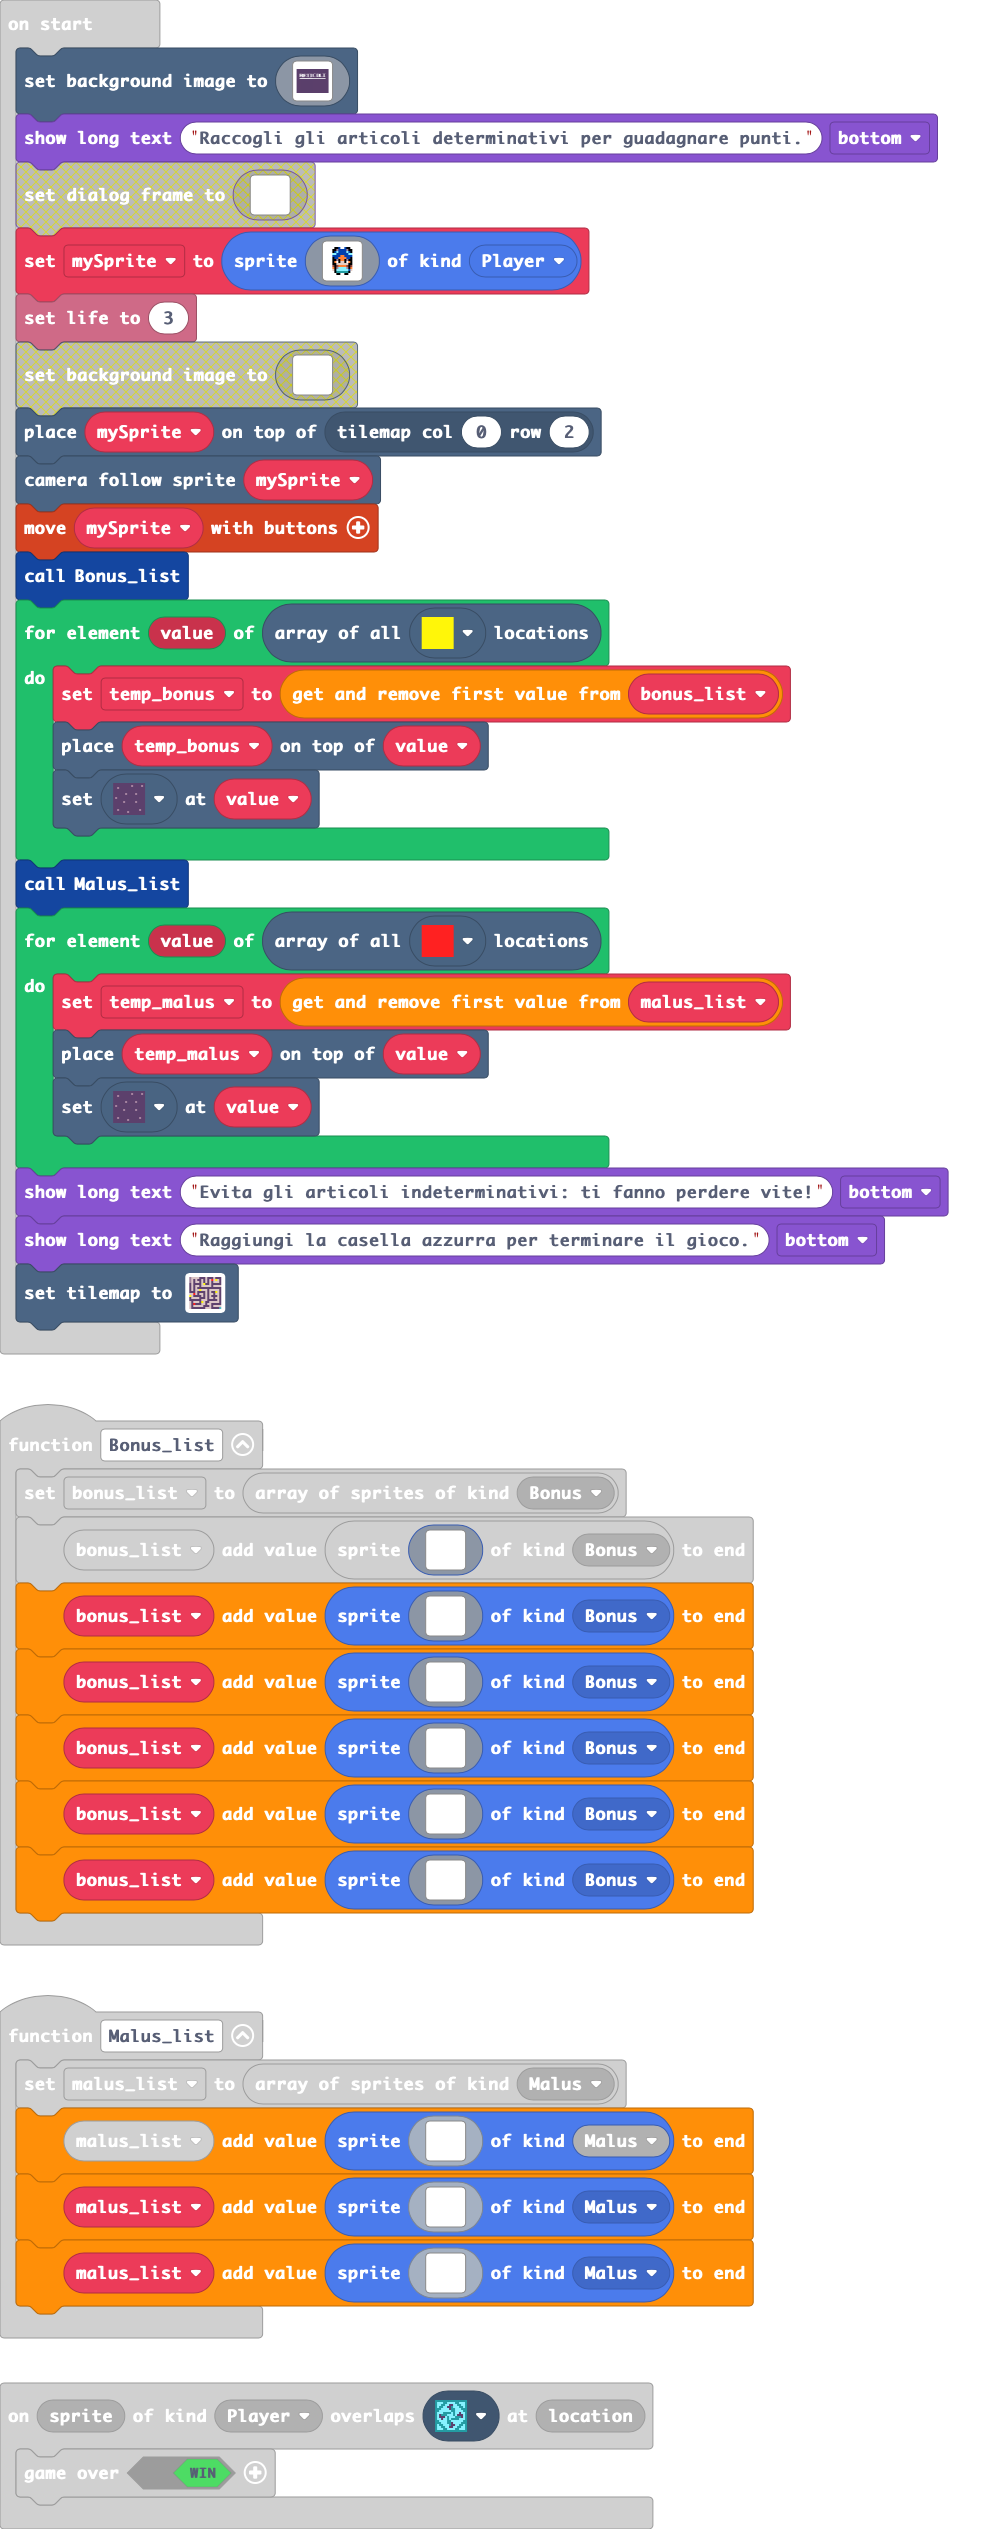 on start
set background image to
show long text "Raccogli gli articoli determinativi per guadagnare punti." bottom
set dialog frame to
set mySprite to sprite of kind Player
set life to 3
set background image to
place mySprite on top of tilemap col 0 row 2
camera follow sprite mySprite
move mySprite with buttons
call Bonus_list
for element value of array of all locations
do
set temp_bonus to get and remove first value from bonus_list
place temp_bonus on top of value
set at value
call Malus_list
for element value of array of all locations
do
set temp_malus to get and remove first value from malus_list
place temp_malus on top of value
set at value
show long text "Evita gli articoli indeterminativi: ti fanno perdere vite!" bottom
show long text "Raggiungi la casella azzurra per terminare il gioco." bottom
set tilemap to
function Bonus_list
set bonus_list to array of sprites of kind Bonus
bonus_list add value sprite of kind Bonus to end
bonus_list add value sprite of kind Bonus to end
bonus_list add value sprite of kind Bonus to end
bonus_list add value sprite of kind Bonus to end
bonus_list add value sprite of kind Bonus to end
bonus_list add value sprite of kind Bonus to end
function Malus_list
set malus_list to array of sprites of kind Malus
malus_list add value sprite of kind Malus to end
malus_list add value sprite of kind Malus to end
malus_list add value sprite of kind Malus to end
on sprite of kind Player overlaps at location
game over WIN